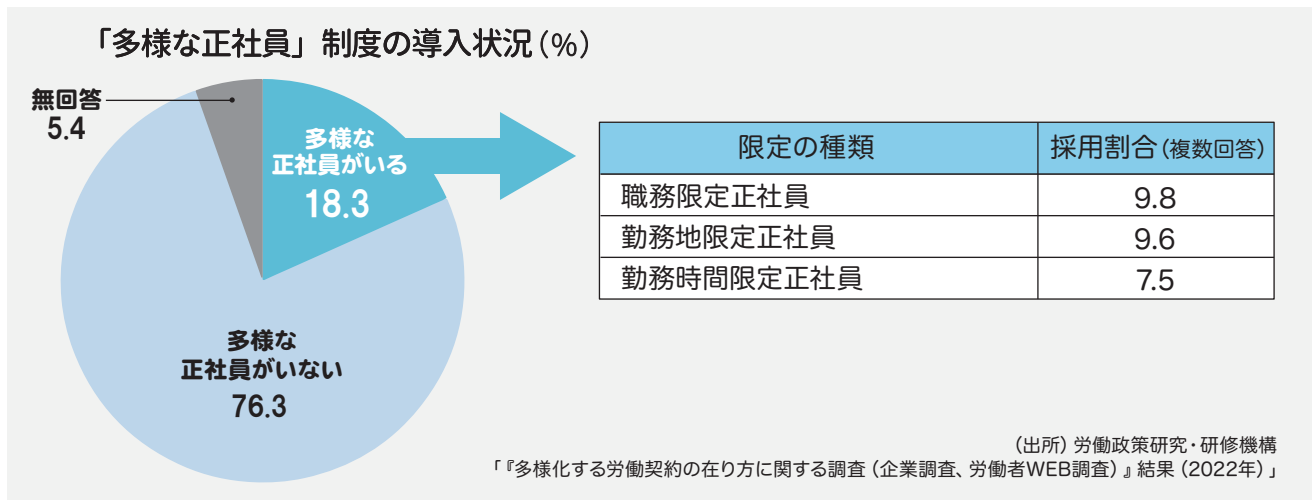 「多様な正社員」制度の導入状況(%)
無回答
5.4
多様な
正社員がいる
18.3
多様な
正社員がいない
76.3
限定の種類 採用割合(複数回答)
職務限定正社員 9.8
勤務地限定正社員 9.6
勤務時間限定正社員 7.5
(出所)労働政策研究・研修機構
「『多様化する労働契約の在り方に関する調査(企業調査、労働者WEB調査)』結果(2022年)」